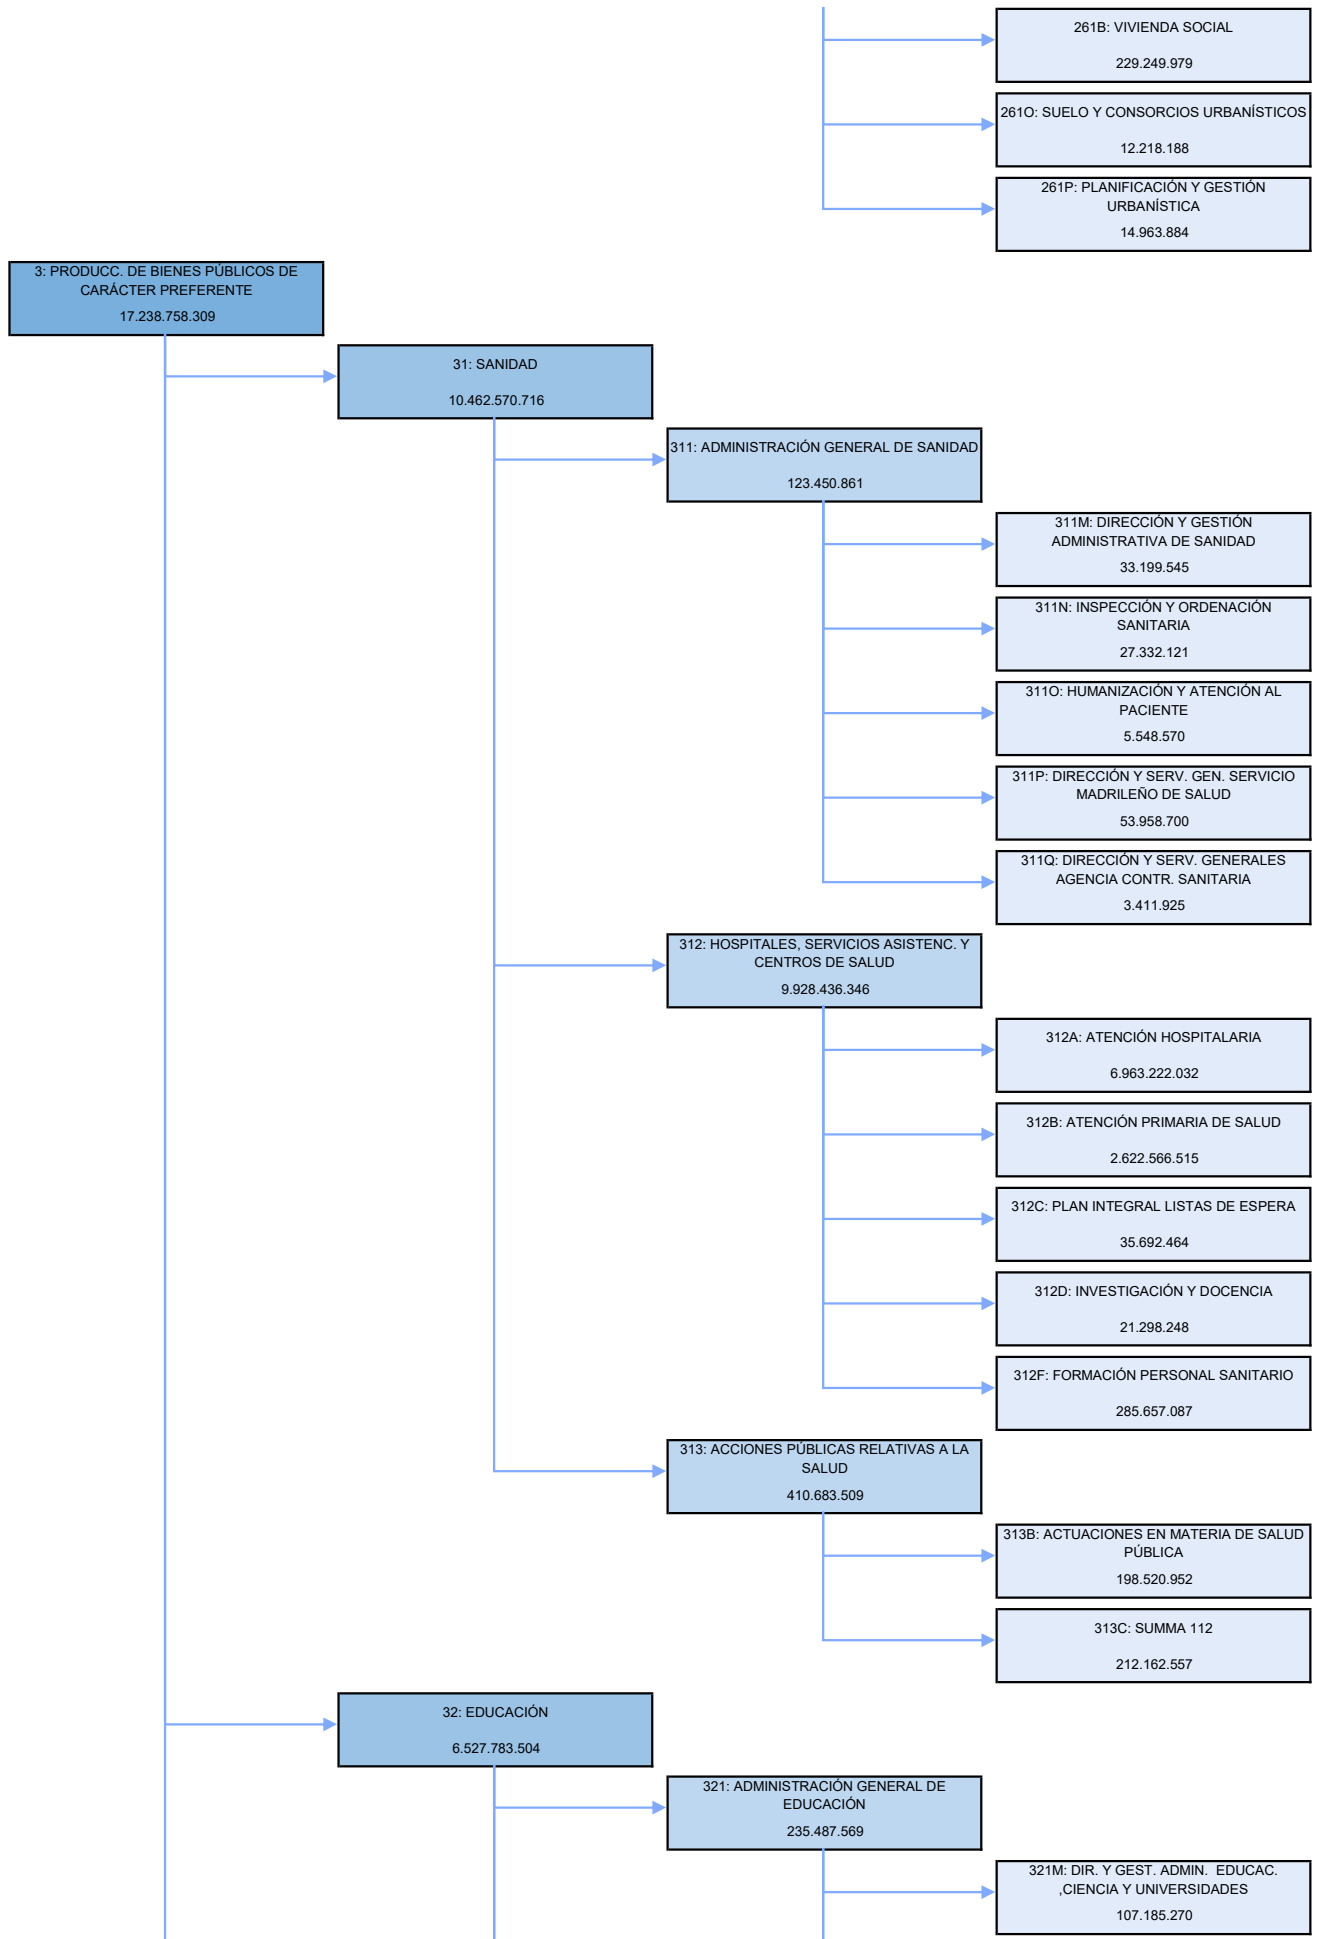 261B: VIVIENDA SOCIAL
229.249.979
261O: SUELO Y CONSORCIOS URBANÍSTICOS
12.218.188
261P: PLANIFICACIÓN Y GESTIÓN
URBANÍSTICA
14.963.884
3: PRODUCC. DE BIENES PÚBLICOS DE
CARÁCTER PREFERENTE
17.238.758.309
31: SANIDAD
10.462.570.716
311: ADMINISTRACIÓN GENERAL DE SANIDAD
123.450.861
311M: DIRECCIÓN Y GESTIÓN
ADMINISTRATIVA DE SANIDAD
33.199.545
311N: INSPECCIÓN Y ORDENACIÓN
SANITARIA
27.332.121
311O: HUMANIZACIÓN Y ATENCIÓN AL
PACIENTE
5.548.570
311P: DIRECCIÓN Y SERV. GEN. SERVICIO
MADRILEÑO DE SALUD
53.958.700
311Q: DIRECCIÓN Y SERV. GENERALES
AGENCIA CONTR. SANITARIA
3.411.925
312: HOSPITALES, SERVICIOS ASISTENC. Y
CENTROS DE SALUD
9.928.436.346
312A: ATENCIÓN HOSPITALARIA
6.963.222.032
312B: ATENCIÓN PRIMARIA DE SALUD
2.622.566.515
312C: PLAN INTEGRAL LISTAS DE ESPERA
35.692.464
312D: INVESTIGACIÓN Y DOCENCIA
21.298.248
312F: FORMACIÓN PERSONAL SANITARIO
285.657.087
313: ACCIONES PÚBLICAS RELATIVAS A LA
SALUD
410.683.509
313B: ACTUACIONES EN MATERIA DE SALUD
PÚBLICA
198.520.952
313C: SUMMA 112
212.162.557
32: EDUCACIÓN
6.527.783.504
321: ADMINISTRACIÓN GENERAL DE
EDUCACIÓN
235.487.569
321M: DIR. Y GEST. ADMIN.  EDUCAC.
,CIENCIA Y UNIVERSIDADES
107.185.270